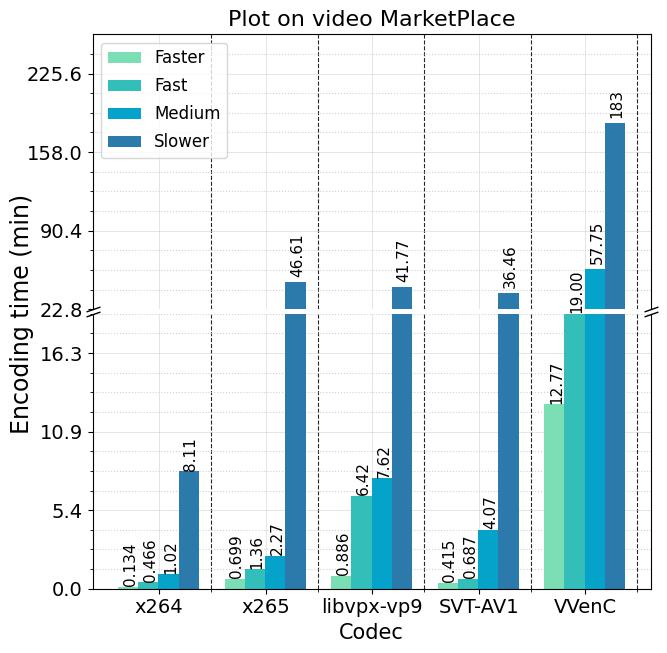 Plot on video MarketPlace
Faster
Fast
Medium
Slower
Encoding time (min)
225.6
158.0
90.4
22.8
16.3
10.9
5.4
0.0
0.134
0.466
1.02
8.11
0.699
1.36
2.27
46.61
0.886
6.42
7.62
41.77
0.415
0.687
4.07
36.46
12.77
19.00
57.75
183
x264
x265
libvpx-vp9
SVT-AV1
VVenC
Codec